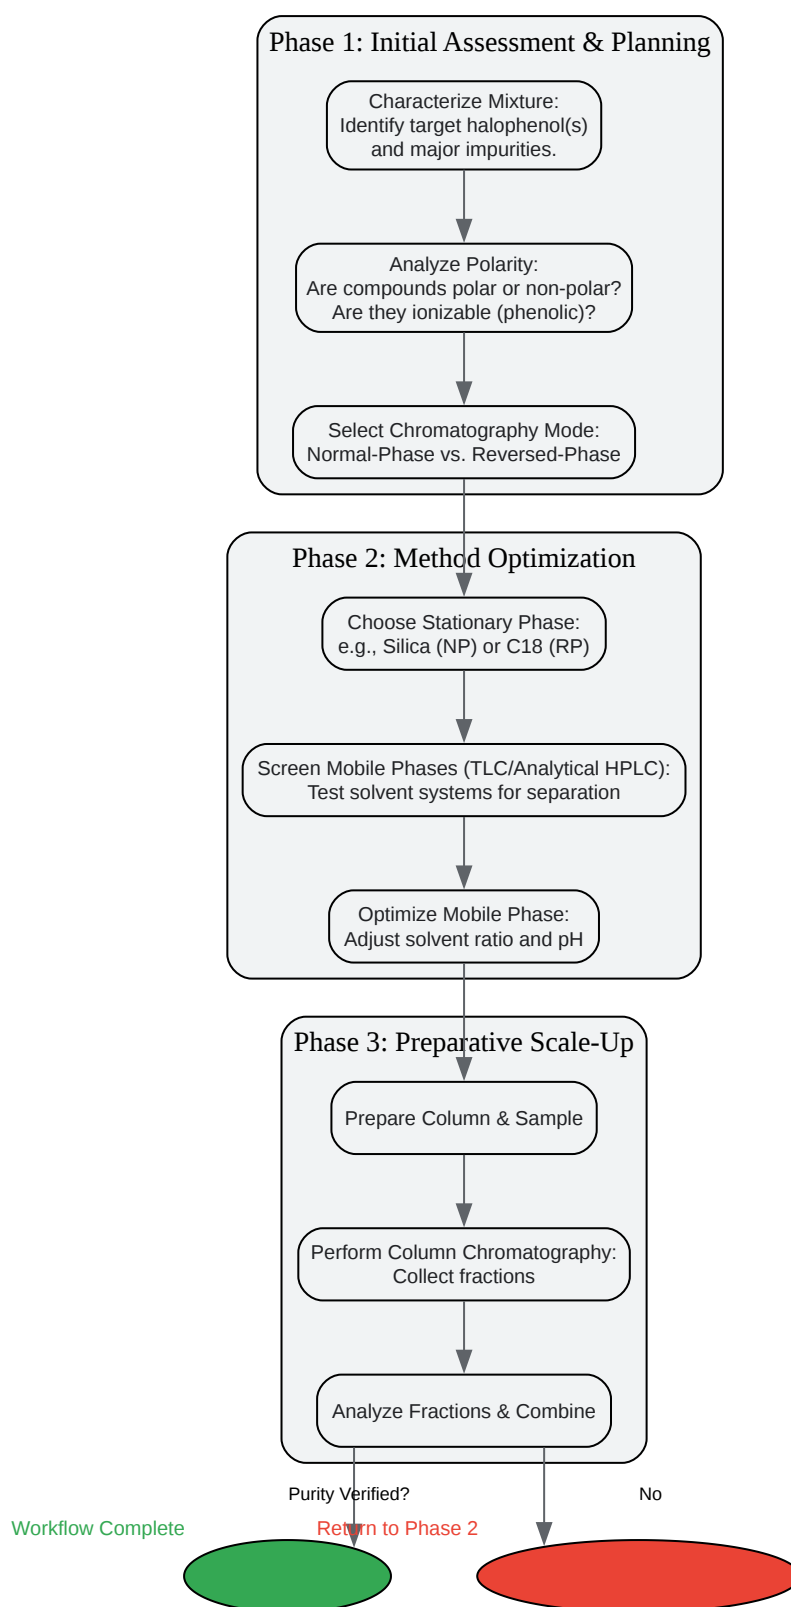 Phase 1: Initial Assessment & Planning
Characterize Mixture:
Identify target halophenol(s)
and major impurities.
Analyze Polarity:
Are compounds polar or non-polar?
Are they ionizable (phenolic)?
Select Chromatography Mode:
Normal-Phase vs. Reversed-Phase
Phase 2: Method Optimization
Choose Stationary Phase:
e.g., Silica (NP) or C18 (RP)
Screen Mobile Phases (TLC/Analytical HPLC):
Test solvent systems for separation
Optimize Mobile Phase:
Adjust solvent ratio and pH
Phase 3: Preparative Scale-Up
Prepare Column & Sample
Perform Column Chromatography:
Collect fractions
Analyze Fractions & Combine
Purity Verified?
No
Workflow Complete
Return to Phase 2